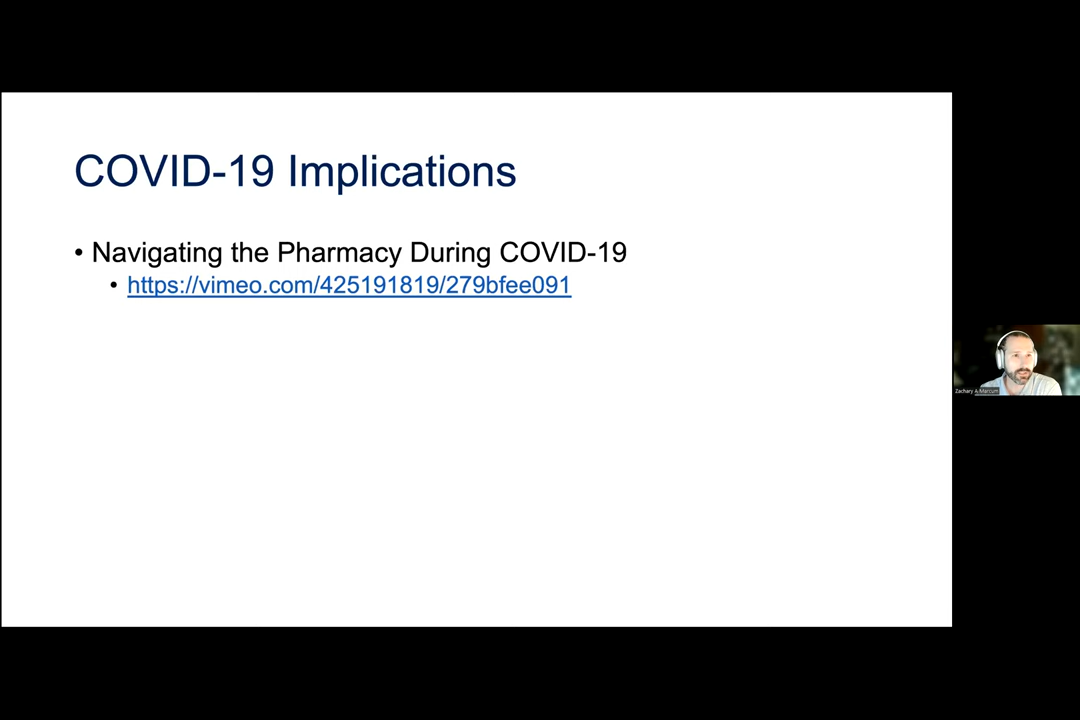 COVID-19 Implications
• Navigating the Pharmacy During COVID-19
• https://vimeo.com/425191819/279bfee091
Zachary A Marcum